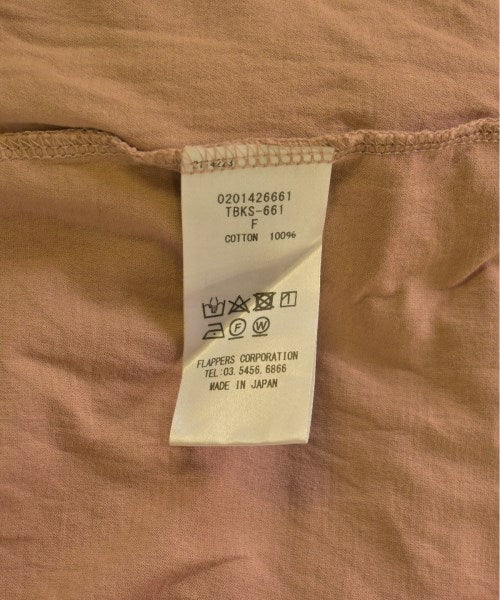 0201426661
TBKS-661
F
COTTON 100%
F W
FLAPPERS CORPORATION
TEL:03.5456.6866
MADE IN JAPAN